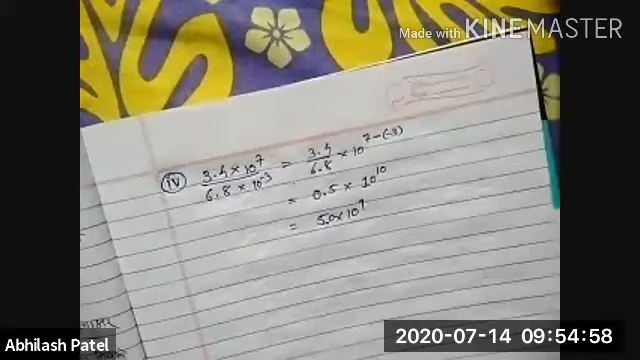 Made with KINEMASTER
(iv) 3.4 × 10^7 / 6.8 × 10^-3 = 3.4 / 6.8 × 10^7-(-3)
= 0.5 × 10^10
= 5.0 × 10^9
Abhilash Patel
2020-07-14 09:54:58